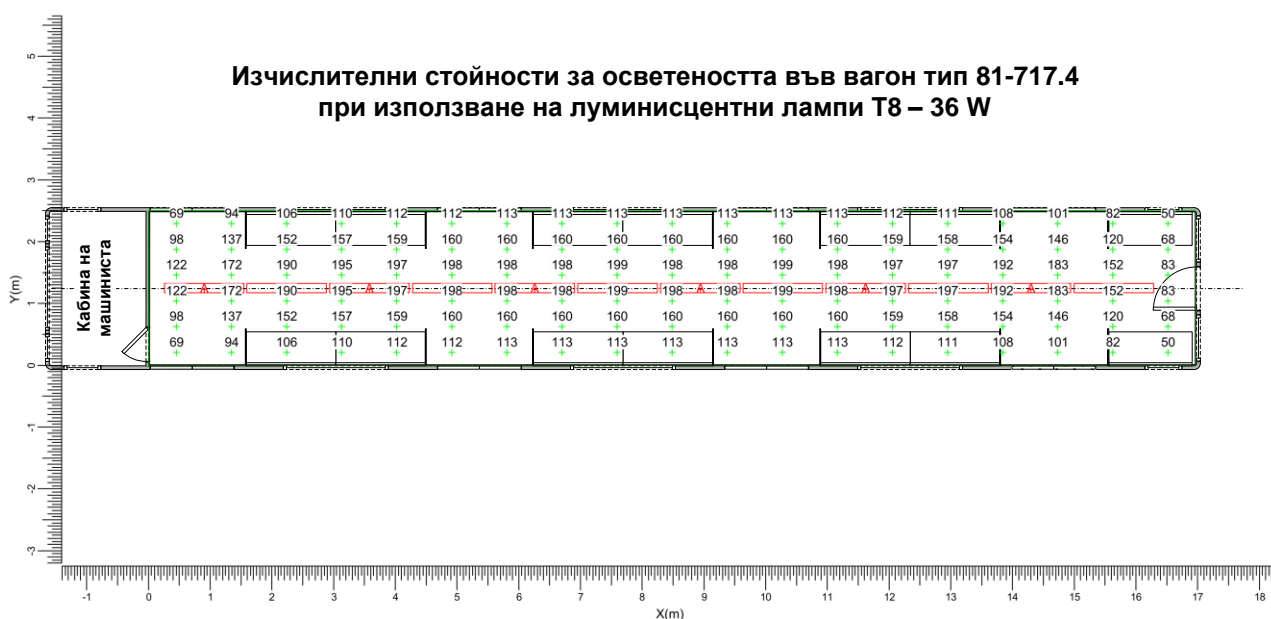 Изчислителни стойности за осветеността във вагон тип 81-717.4
при използване на луминисцентни лампи Т8 – 36 W
5
4
3
2
1
0
-1
-2
-3
Y(m)
Кабина на
машиниста
69 94 106 110 112 112 113 113 113 113 113 113 113 112 111 108 101 82 50
98 137 152 157 159 160 160 160 160 160 160 160 160 159 158 154 146 120 68
122 172 190 195 197 198 198 198 199 198 198 199 198 197 197 192 183 152 83
122 172 190 195 197 198 198 198 199 198 198 199 198 197 197 192 183 152 83
A A A A A A
98 137 152 157 159 160 160 160 160 160 160 160 160 159 158 154 146 120 68
69 94 106 110 112 112 113 113 113 113 113 113 113 112 111 108 101 82 50
-1 0 1 2 3 4 5 6 7 8 9 10 11 12 13 14 15 16 17 18
X(m)